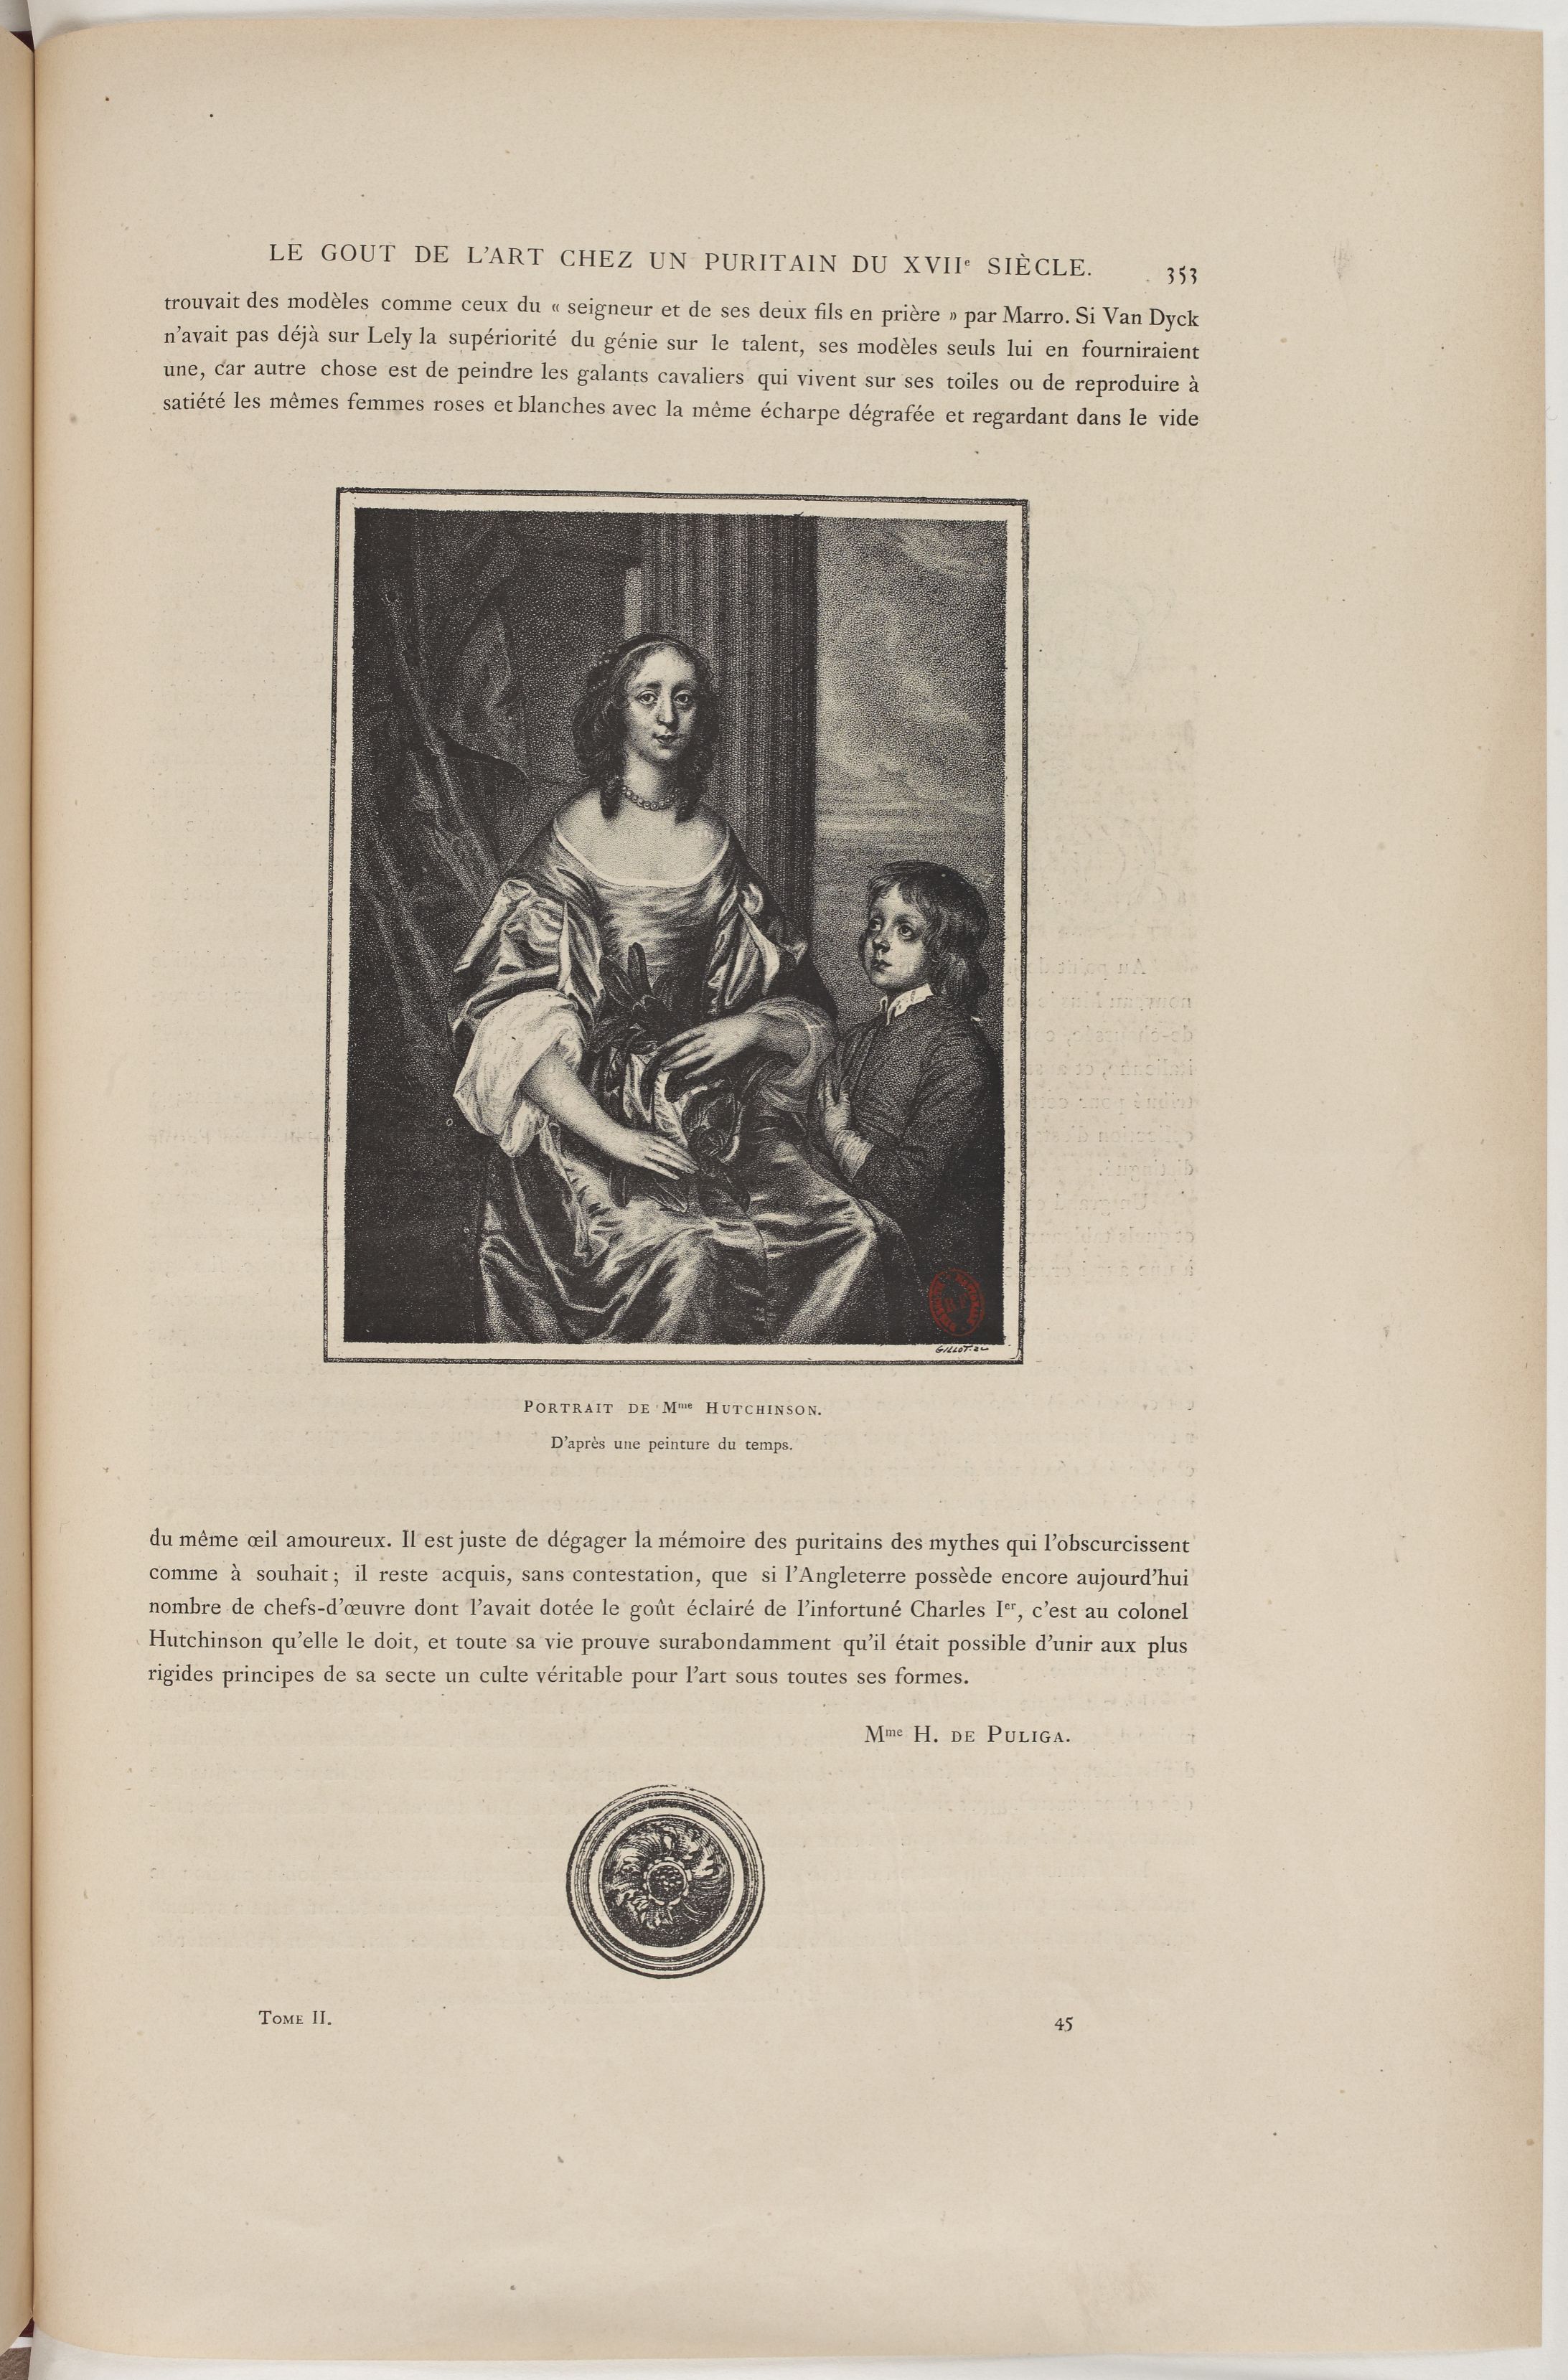 LE GOUT DE L'ART CHEZ UN PURITAIN DU XVIIe SIÈCLE. 353
trouvait des modèles comme ceux du « seigneur et de ses deux fils en prière » par Marro. Si Van Dyck
n'avait pas déjà sur Lely la supériorité du génie sur le talent, ses modèles seuls lui en fourniraient
une, car autre chose est de peindre les galants cavaliers qui vivent sur ses toiles ou de reproduire à
satiété les mêmes femmes roses et blanches avec la même écharpe dégrafée et regardant dans le vide
GILLOT
PORTRAIT DE Mme HUTCHINSON.
D'après une peinture du temps.
du même œil amoureux. Il est juste de dégager la mémoire des puritains des mythes qui l'obscurcissent
comme à souhait; il reste acquis, sans contestation, que si l'Angleterre possède encore aujourd'hui
nombre de chefs-d'œuvre dont l'avait dotée le goût éclairé de l'infortuné Charles Ier, c'est au colonel
Hutchinson qu'elle le doit, et toute sa vie prouve surabondamment qu'il était possible d'unir aux plus
rigides principes de sa secte un culte véritable pour l'art sous toutes ses formes.
Mme H. DE PULIGA.
TOME II. 45